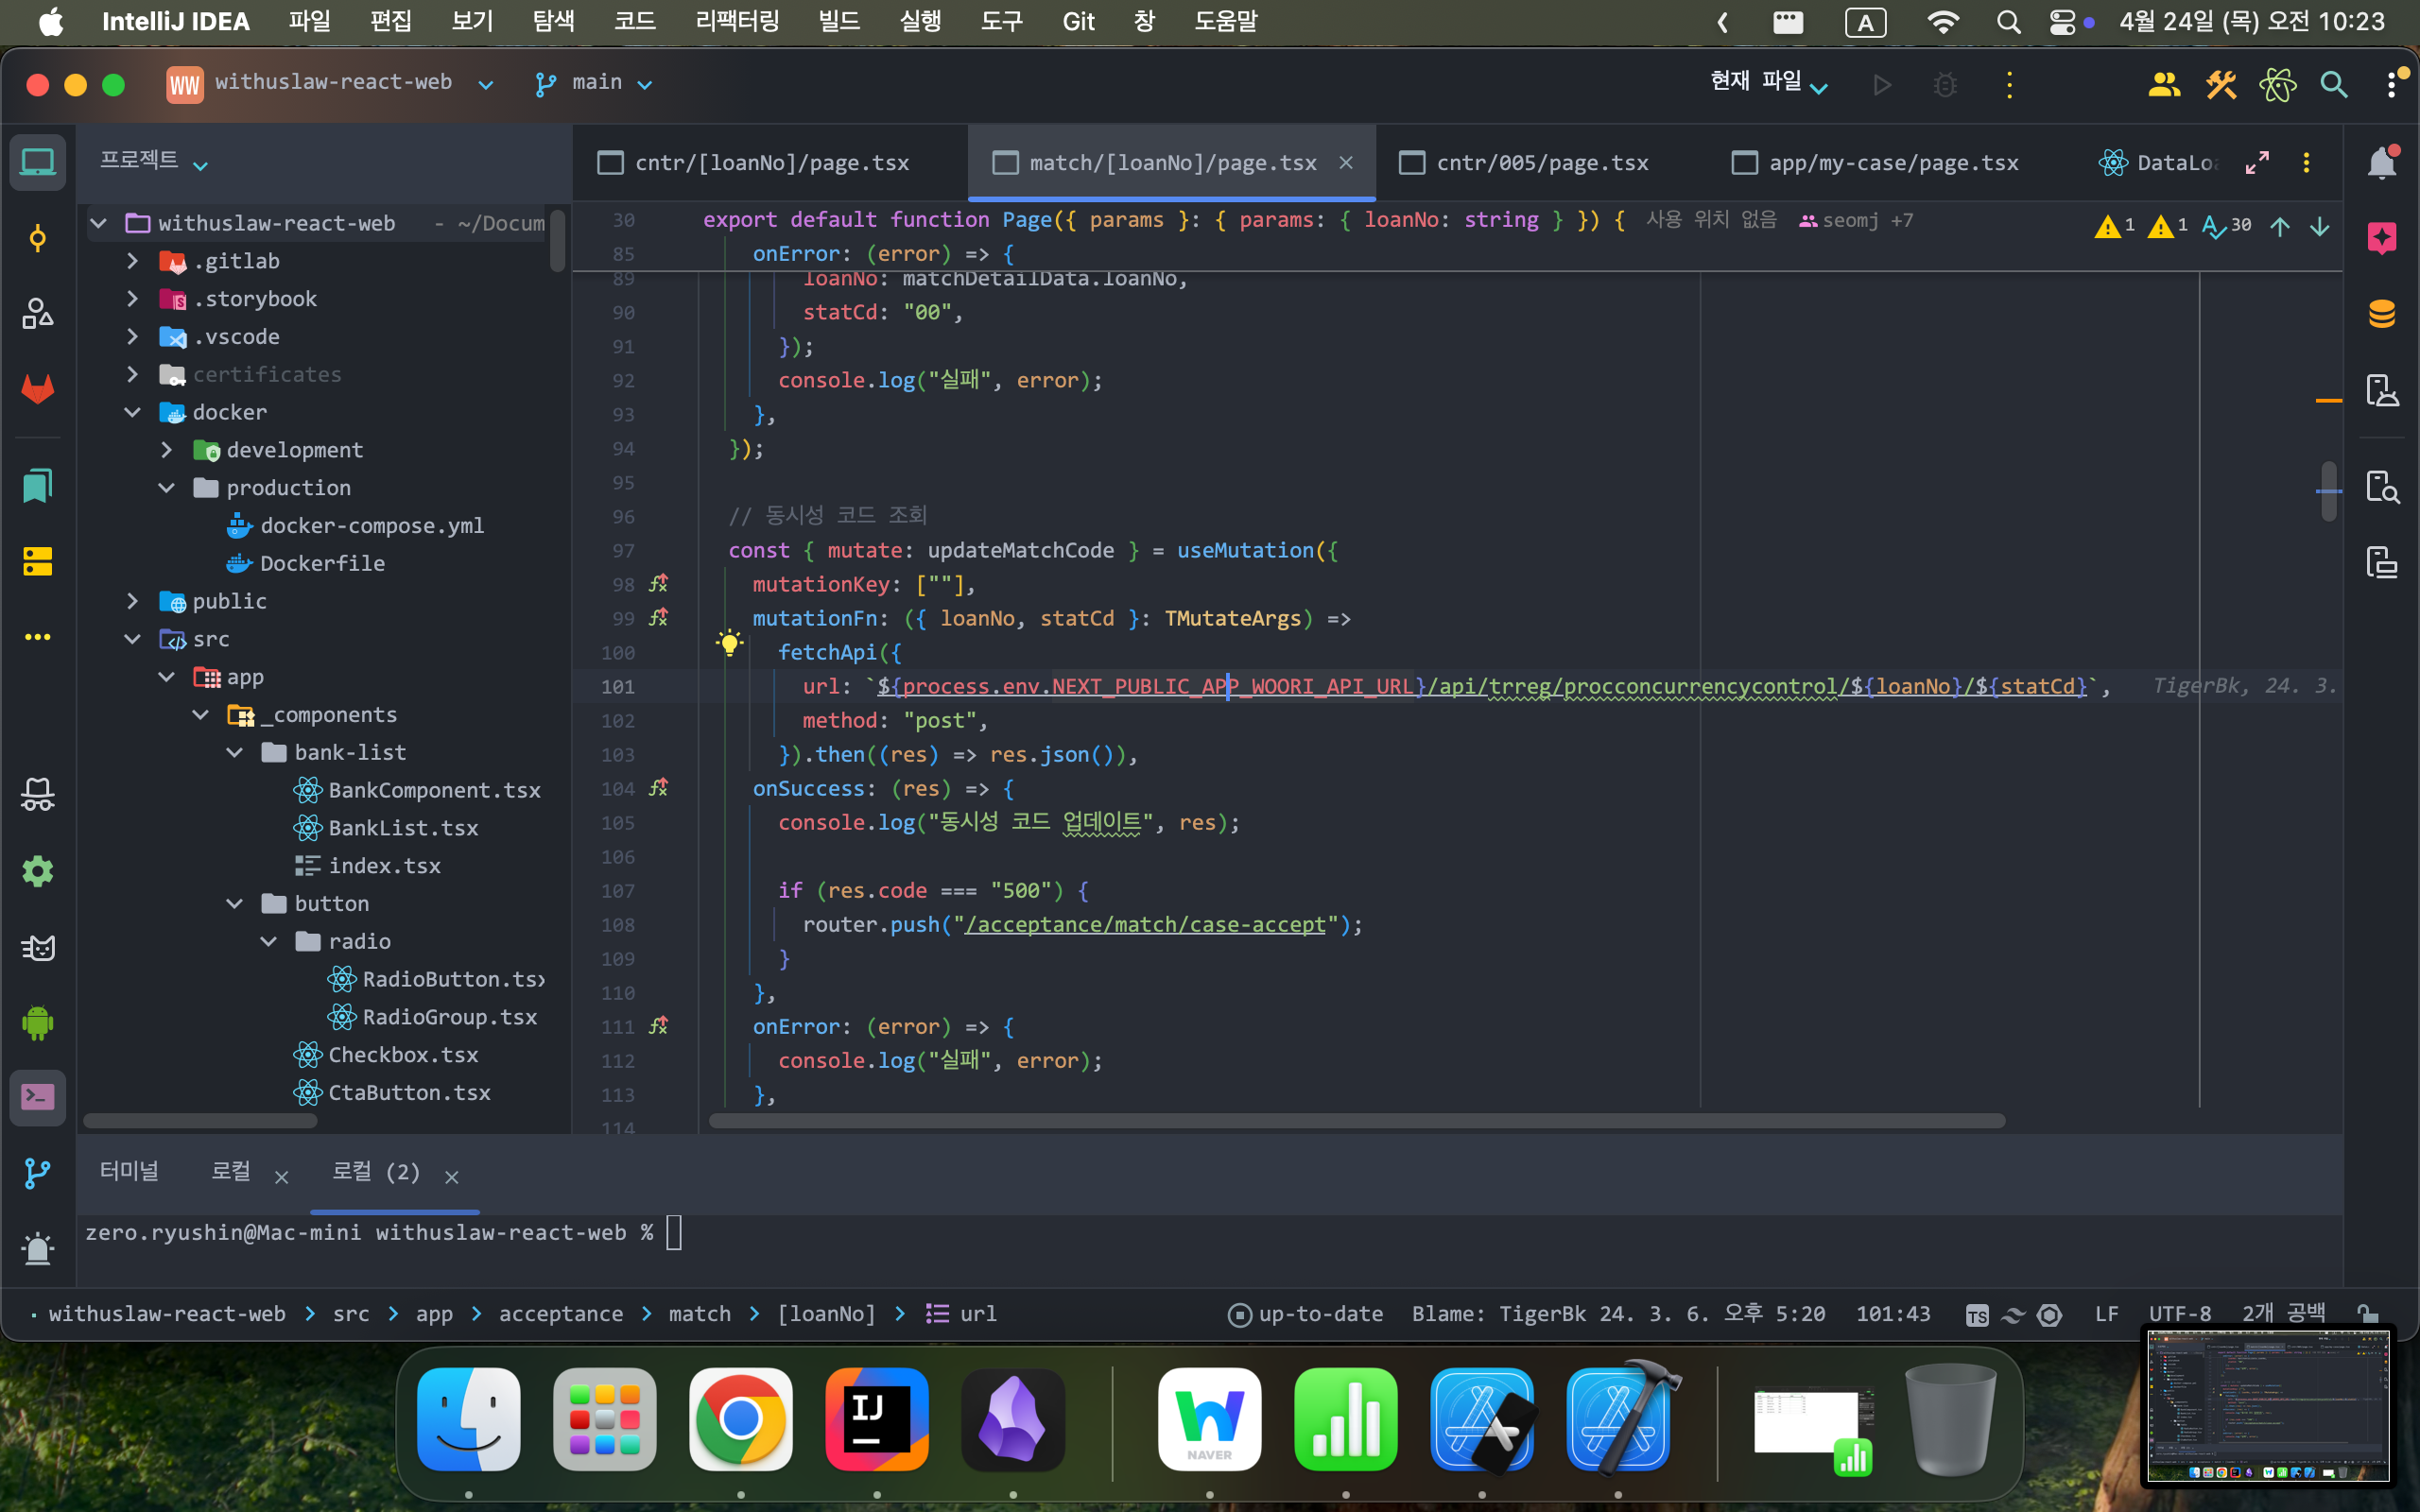 IntelliJ IDEA 파일 편집 보기 탐색 코드 리팩터링 빌드 실행 도구 Git 창 도움말 A 4월 24일 (목) 오전 10:23
WW withuslaw-react-web main 현재 파일
프로젝트
cntr/[loanNo]/page.tsx match/[loanNo]/page.tsx cntr/005/page.tsx app/my-case/page.tsx DataLoa
withuslaw-react-web - ~/Docum
.gitlab
.storybook
.vscode
certificates
docker
development
production
docker-compose.yml
Dockerfile
public
src
app
_components
bank-list
BankComponent.tsx
BankList.tsx
index.tsx
button
radio
RadioButton.tsx
RadioGroup.tsx
Checkbox.tsx
CtaButton.tsx
30 export default function Page({ params }: { params: { loanNo: string } }) { 사용 위치 없음 seomj +7 1 1 30
85 onError: (error) => {
89 loanNo: matchDetailData.loanNo,
90 statCd: "00",
91 });
92 console.log("실패", error);
93 },
94 });
95
96 // 동시성 코드 조회
97 const { mutate: updateMatchCode } = useMutation({
98 mutationKey: [""],
99 mutationFn: ({ loanNo, statCd }: TMutateArgs) =>
100 fetchApi({
101 url: `${process.env.NEXT_PUBLIC_APP_WOORI_API_URL}/api/trreg/procconcurrencycontrol/${loanNo}/${statCd}`, TigerBk, 24. 3.
102 method: "post",
103 }).then((res) => res.json()),
104 onSuccess: (res) => {
105 console.log("동시성 코드 업데이트", res);
106
107 if (res.code === "500") {
108 router.push("/acceptance/match/case-accept");
109 }
110 },
111 onError: (error) => {
112 console.log("실패", error);
113 },
114
터미널 로컬 로컬 (2)
zero.ryushin@Mac-mini withuslaw-react-web %
withuslaw-react-web > src > app > acceptance > match > [loanNo] > url up-to-date Blame: TigerBk 24. 3. 6. 오후 5:20 101:43 TS LF UTF-8 2개 공백
IJ
NAVER